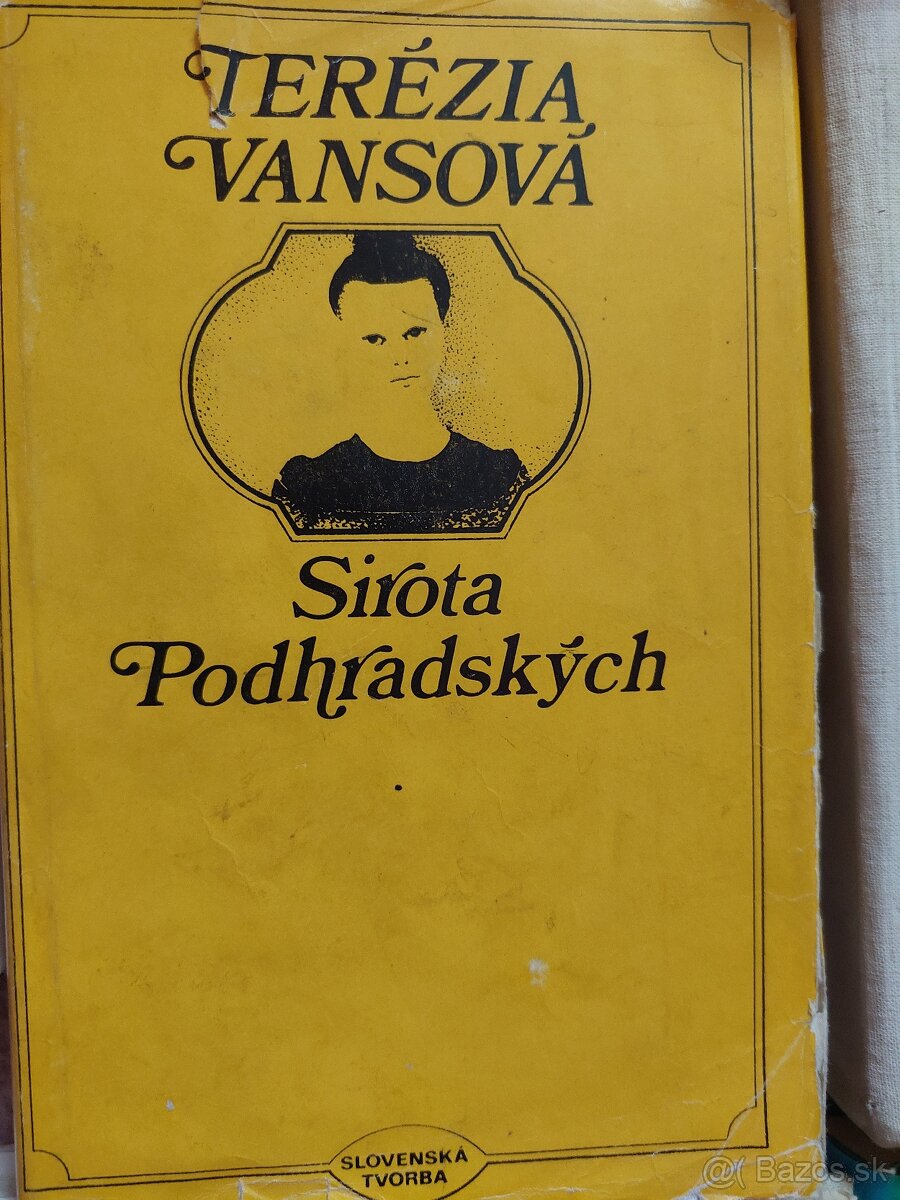 TERÉZIA
VANSOVÁ
Sirota
Podhradských
SLOVENSKÁ
TVORBA
@( Bazos.sk